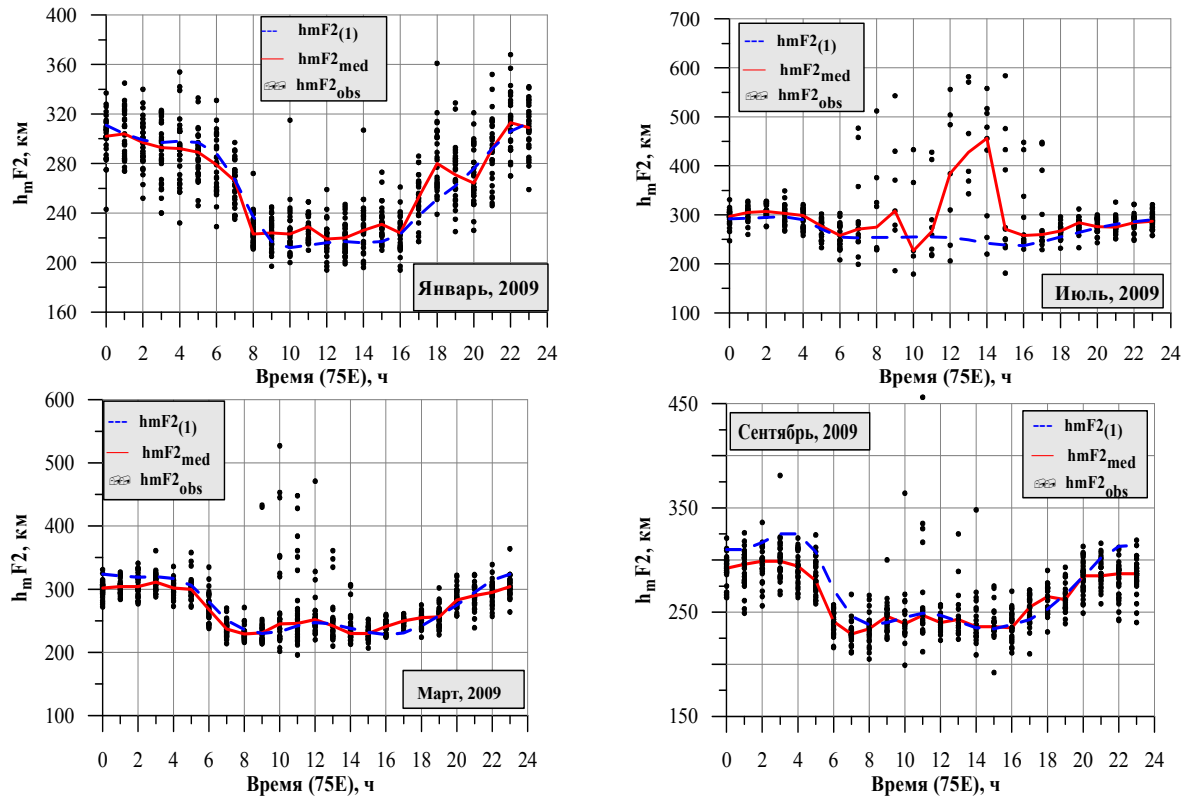 400
360
320
280
240
200
160
hmF2, км
hmF2(1)
hmF2med
hmF2obs
Январь, 2009
0 2 4 6 8 10 12 14 16 18 20 22 24
Время (75E), ч
700
600
500
400
300
200
100
hmF2, км
hmF2(1)
hmF2med
hmF2obs
Июль, 2009
0 2 4 6 8 10 12 14 16 18 20 22 24
Время (75E), ч
600
500
400
300
200
100
hmF2, км
hmF2(1)
hmF2med
hmF2obs
Март, 2009
0 2 4 6 8 10 12 14 16 18 20 22 24
Время (75E), ч
450
350
250
150
hmF2, км
Сентябрь, 2009
hmF2(1)
hmF2med
hmF2obs
0 2 4 6 8 10 12 14 16 18 20 22 24
Время (75E), ч